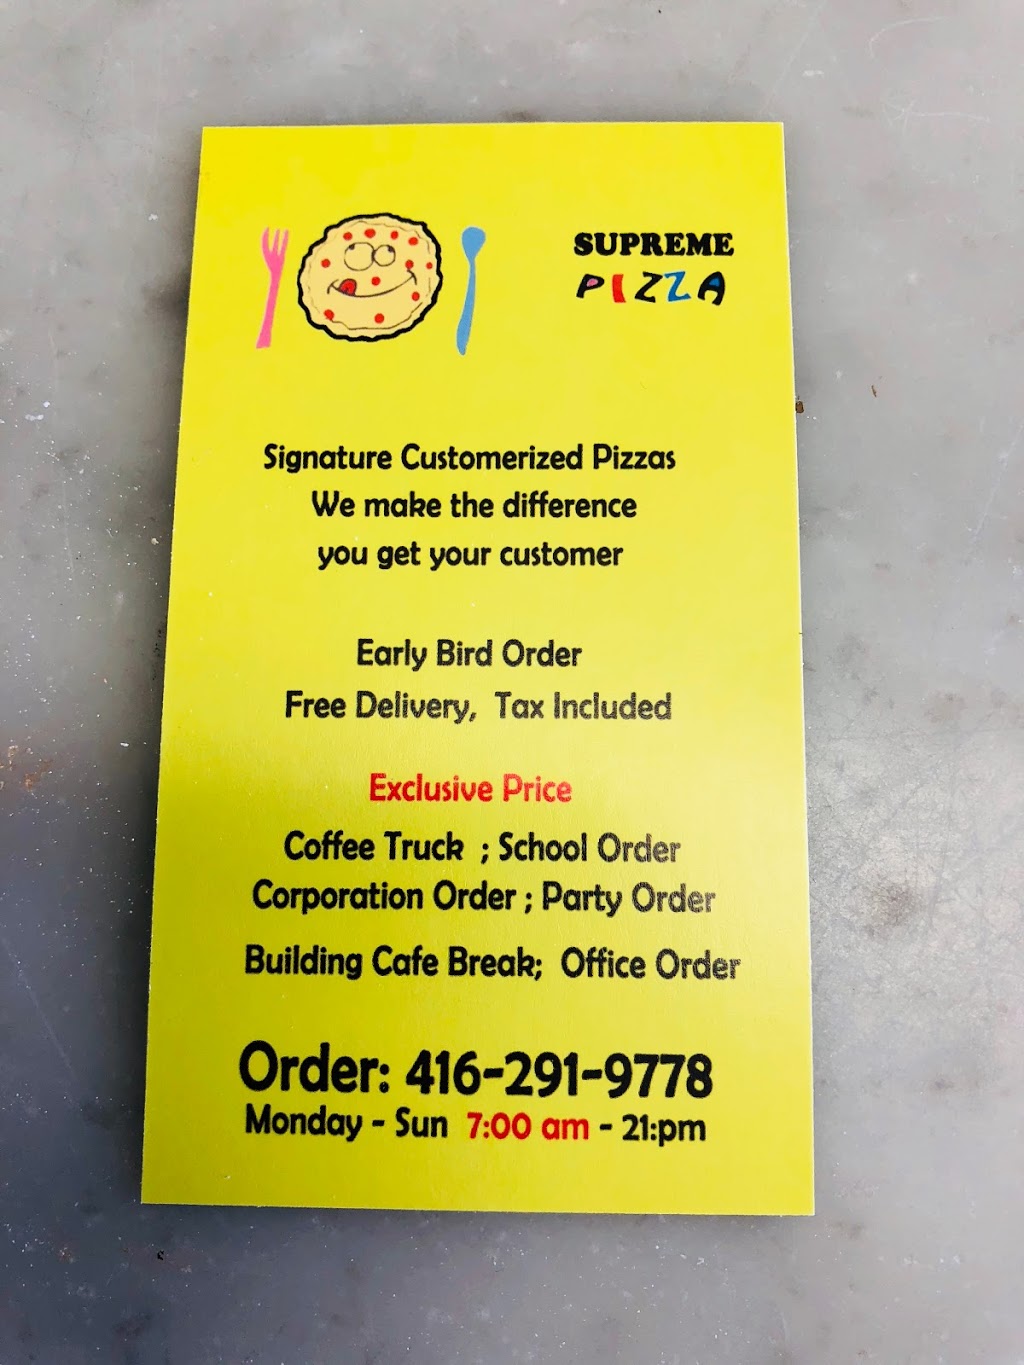 SUPREME
PIZZA
Signature Customerized Pizzas
We make the difference
you get your customer
Early Bird Order
Free Delivery, Tax Included
Exclusive Price
Coffee Truck ; School Order
Corporation Order ; Party Order
Building Cafe Break; Office Order
Order: 416-291-9778
Monday - Sun 7:00 am - 21:pm